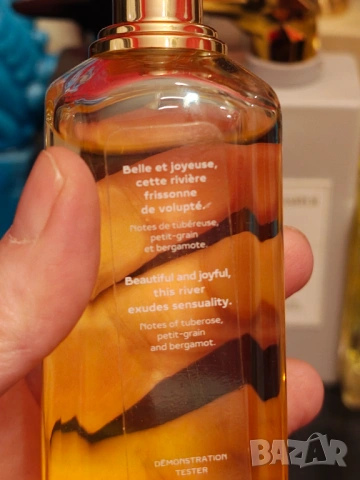 Belle et joyeuse,
cette rivière
frissonne
de volupté.
Notes de tubéreuse,
petit-grain
et bergamote.
Beautiful and joyful,
this river
exudes sensuality.
Notes of tuberose,
petit-grain
and bergamot.
DÉMONSTRATION
TESTER
BAZAR